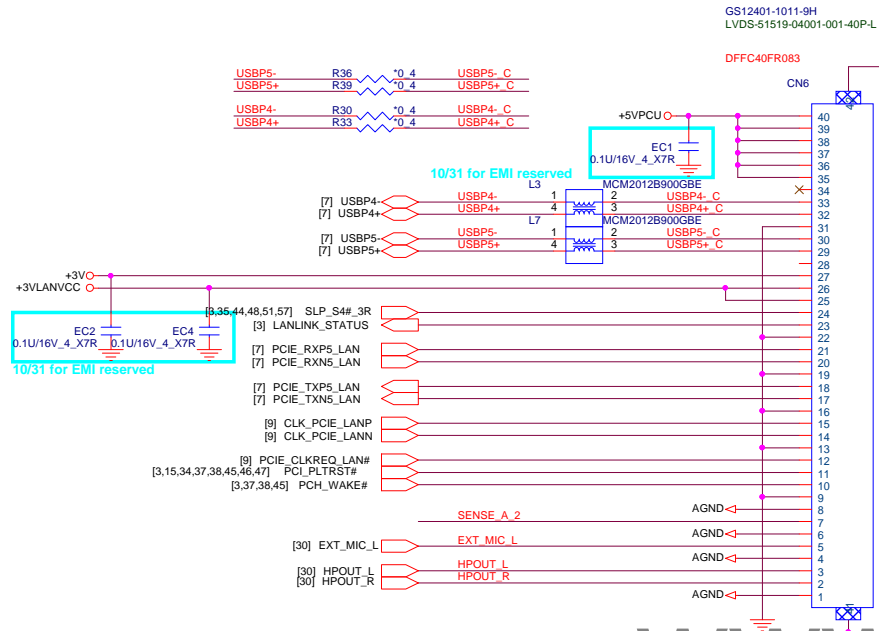 GS12401-1011-9H
LVDS-51519-04001-001-40P-L
DFFC40FR083
CN6
USBP5- R36 *0_4 USBP5-_C
USBP5+ R39 *0_4 USBP5+_C
USBP4- R30 *0_4 USBP4-_C
USBP4+ R33 *0_4 USBP4+_C
+5VPCU
EC1
0.1U/16V_4_X7R
10/31 for EMI reserved
L3 MCM2012B900GBE
[7] USBP4- USBP4- 1 2 USBP4-_C
[7] USBP4+ USBP4+ 4 3 USBP4+_C
L7 MCM2012B900GBE
[7] USBP5- USBP5- 1 2 USBP5-_C
[7] USBP5+ USBP5+ 4 3 USBP5+_C
+3V
+3VLANVCC
[3,35,44,48,51,57] SLP_S4#_3R
[3] LANLINK_STATUS
EC2 EC4
0.1U/16V_4_X7R 0.1U/16V_4_X7R
10/31 for EMI reserved
[7] PCIE_RXP5_LAN
[7] PCIE_RXN5_LAN
[7] PCIE_TXP5_LAN
[7] PCIE_TXN5_LAN
[9] CLK_PCIE_LANP
[9] CLK_PCIE_LANN
[9] PCIE_CLKREQ_LAN#
[3,15,34,37,38,45,46,47] PCI_PLTRST#
[3,37,38,45] PCH_WAKE#
AGND
SENSE_A_2
AGND
[30] EXT_MIC_L EXT_MIC_L
AGND
[30] HPOUT_L HPOUT_L
[30] HPOUT_R HPOUT_R
AGND
40
39
38
37
36
35
34
33
32
31
30
29
28
27
26
25
24
23
22
21
20
19
18
17
16
15
14
13
12
11
10
9
8
7
6
5
4
3
2
1